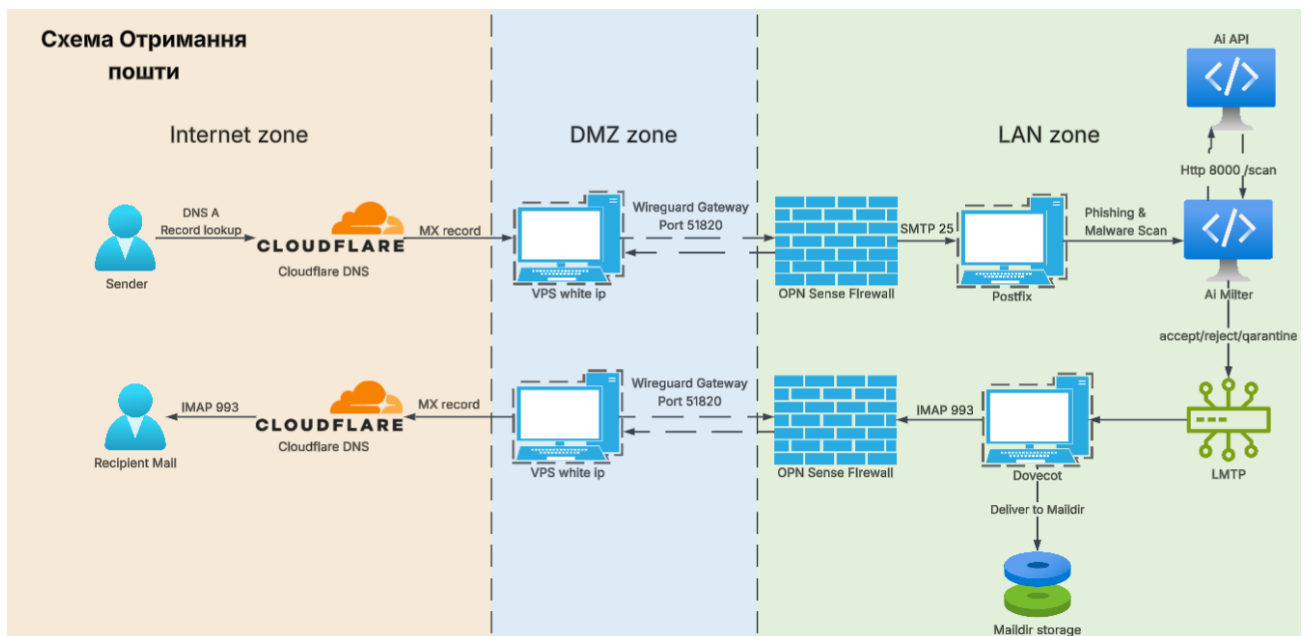 Схема Отримання
пошти
Internet zone
DMZ zone
LAN zone
Ai API
Http 8000 /scan
DNS A
Record lookup
CLOUDFLARE
Cloudflare DNS
Sender
MX record
VPS white ip
Wireguard Gateway
Port 51820
OPN Sense FIrewall
SMTP 25
Postfix
Phishing &
Malware Scan
Ai Milter
accept/reject/qarantine
Recipient Mail
IMAP 993
CLOUDFLARE
Cloudflare DNS
MX record
VPS white ip
Wireguard Gateway
Port 51820
OPN Sense FIrewall
IMAP 993
Dovecot
LMTP
Deliver to Maildir
Maildir storage